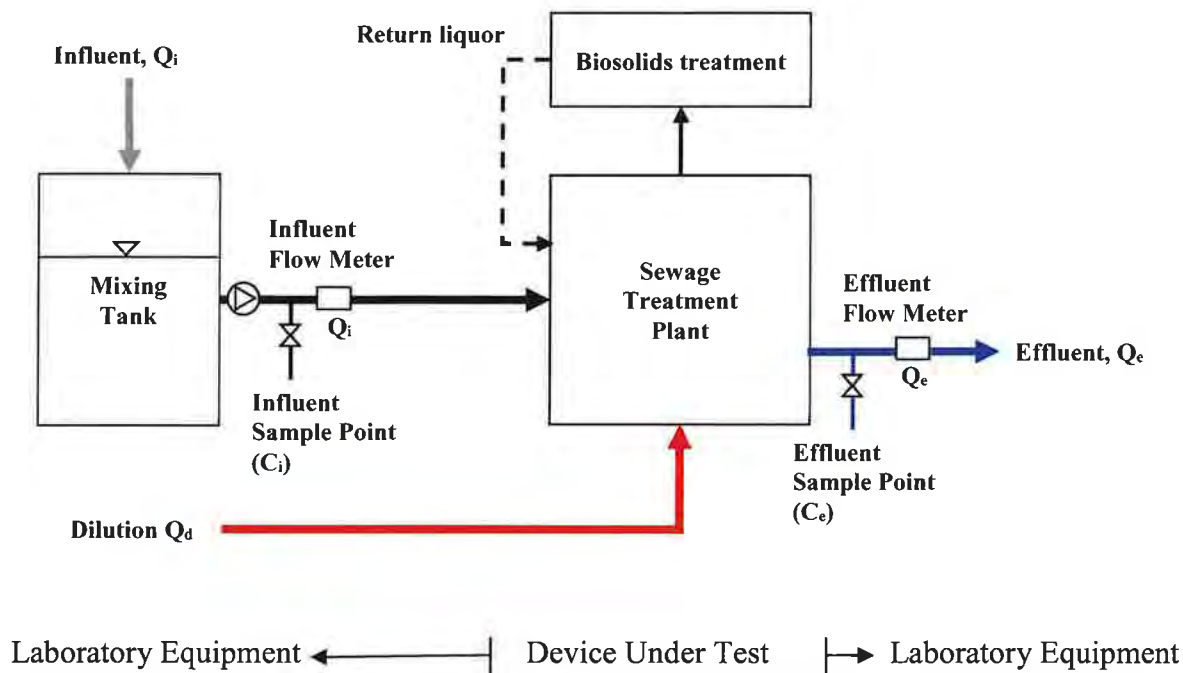 Return liquor
Biosolids treatment
Influent, Qi
Influent
Flow Meter
Mixing
Tank
Qi
Sewage
Treatment
Plant
Effluent
Flow Meter
Effluent, Qe
Qe
Influent
Sample Point
(Ci)
Effluent
Sample Point
(Ce)
Dilution Qd
Laboratory Equipment
Device Under Test
Laboratory Equipment